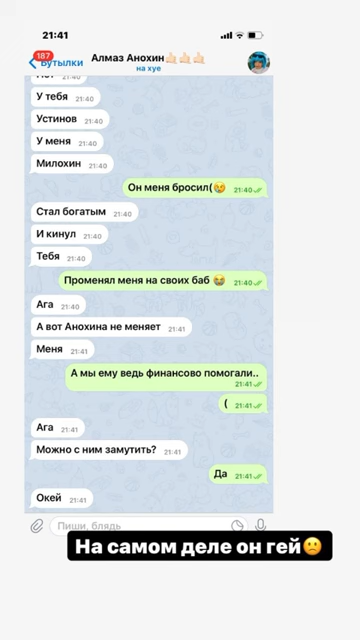 21:41
187
Бутылки
Алмаз Анохин🤙🏻🤙🏻🤙🏻
на хуе
21:40
У тебя 21:40
Устинов 21:40
У меня 21:40
Милохин 21:40
Он меня бросил(😢 21:40
Стал богатым 21:40
И кинул 21:40
Тебя 21:40
Променял меня на своих баб 😭 21:40
Ага 21:40
А вот Анохина не меняет 21:41
Меня 21:41
А мы ему ведь финансово помогали..
21:41
( 21:41
Ага 21:41
Можно с ним замутить? 21:41
Да 21:41
Окей 21:41
Пиши, блядь
На самом деле он гей🙁